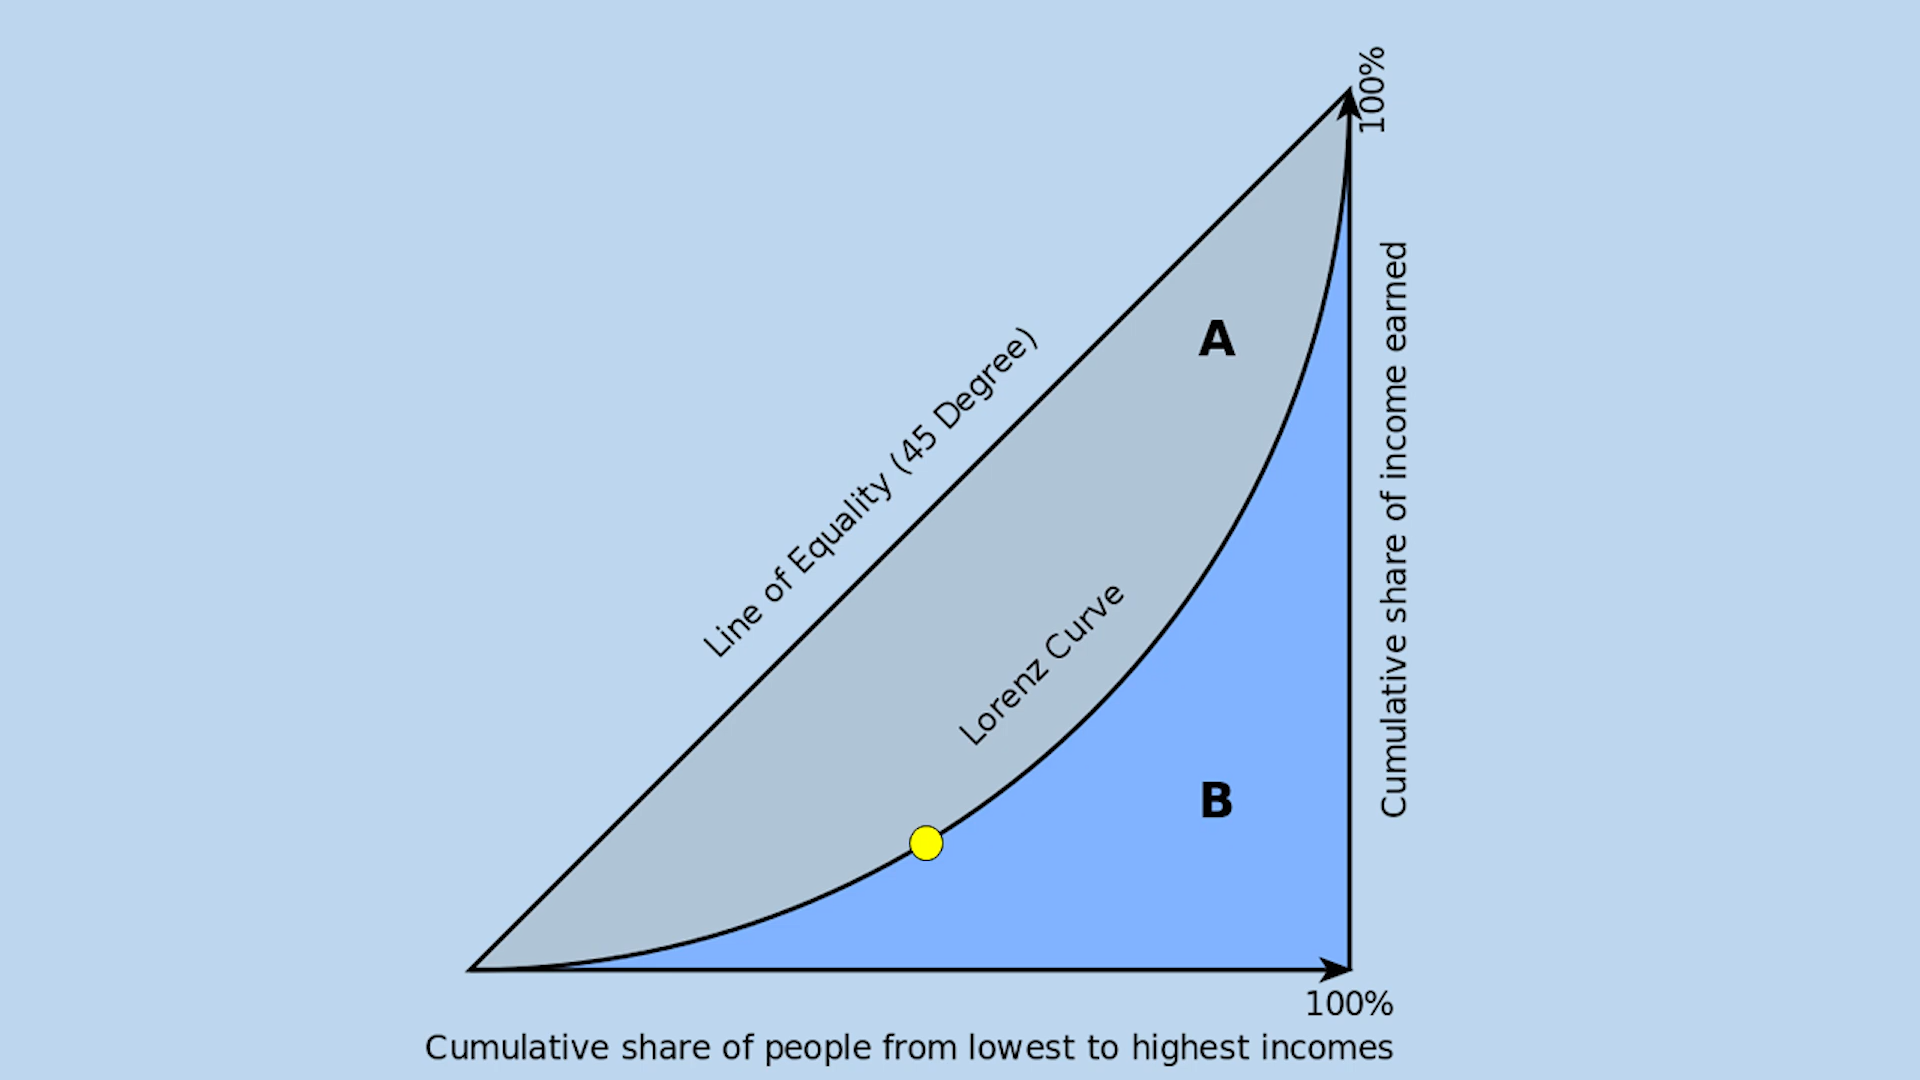 100%
Line of Equality (45 Degree)
A
Cumulative share of income earned
Lorenz Curve
B
100%
Cumulative share of people from lowest to highest incomes